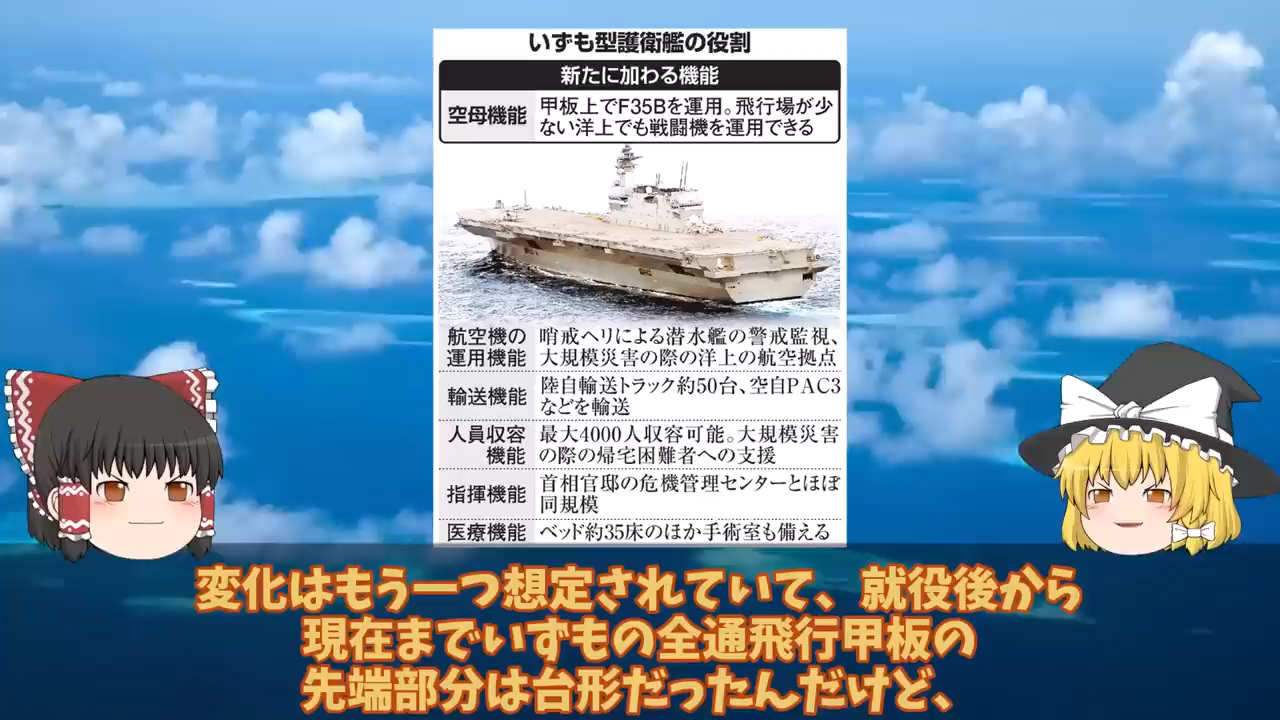 いずも型護衛艦の役割
新たに加わる機能
空母機能
甲板上でF35Bを運用。飛行場が少
ない洋上でも戦闘機を運用できる
航空機の
運用機能
哨戒ヘリによる潜水艦の警戒監視、
大規模災害の際の洋上の航空拠点
輸送機能
陸自輸送トラック約50台、空自PAC3
などを輸送
人員収容
機能
最大4000人収容可能。大規模災害
の際の帰宅困難者への支援
指揮機能
首相官邸の危機管理センターとほぼ
同規模
医療機能
ベッド約35床のほか手術室も備える
変化はもう一つ想定されていて、就役後から
現在までいずもの全通飛行甲板の
先端部分は台形だったんだけど、